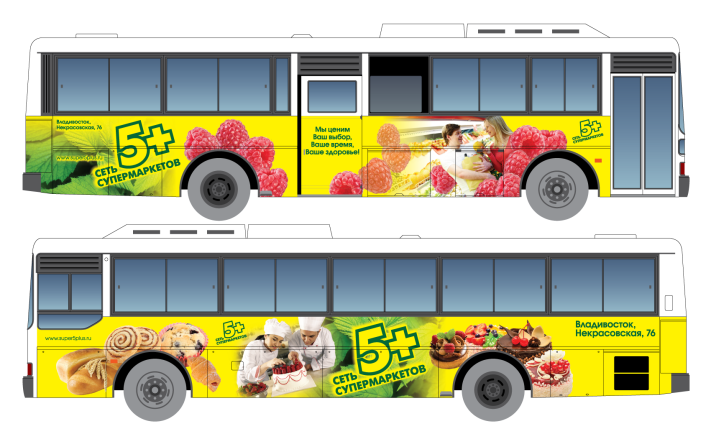 Владивосток,
Некрасовская, 76
www.super5plus.ru
5+
СЕТЬ
СУПЕРМАРКЕТОВ
Мы ценим
Ваш выбор,
Ваше время,
Ваше здоровье!
5+
СЕТЬ
СУПЕРМАРКЕТОВ
www.super5plus.ru
5+
СЕТЬ
СУПЕРМАРКЕТОВ
5+
СЕТЬ
СУПЕРМАРКЕТОВ
Владивосток,
Некрасовская, 76